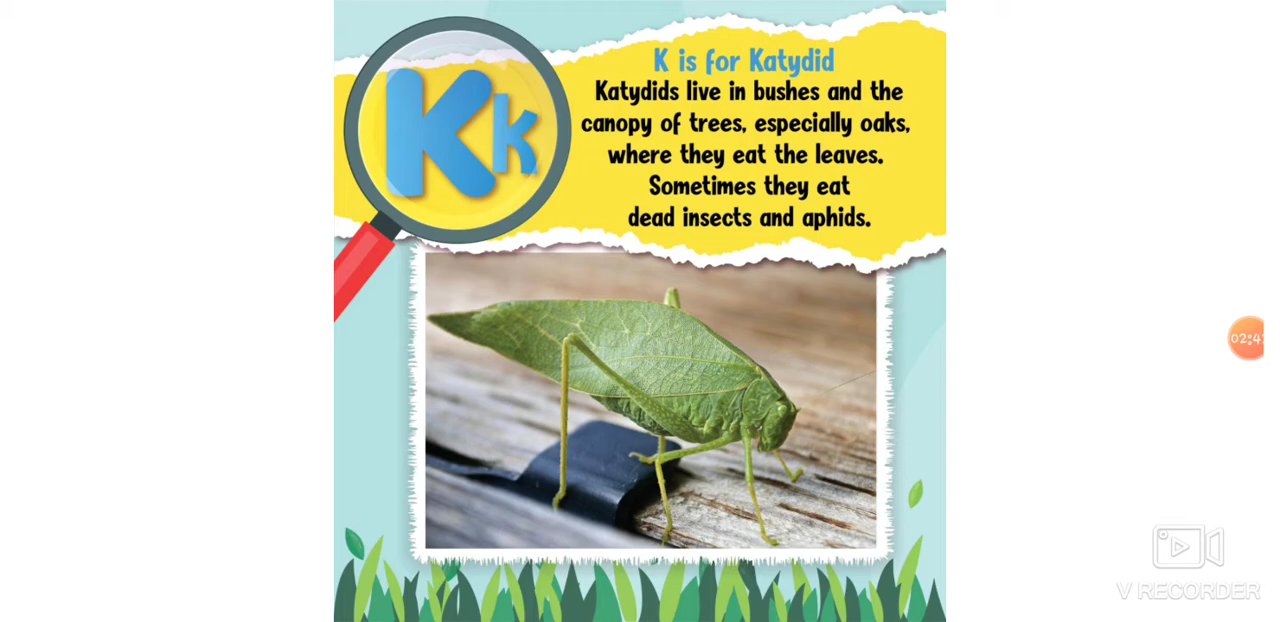 Kk
K is for Katydid
Katydids live in bushes and the
canopy of trees, especially oaks,
where they eat the leaves.
Sometimes they eat
dead insects and aphids.
V RECORDER